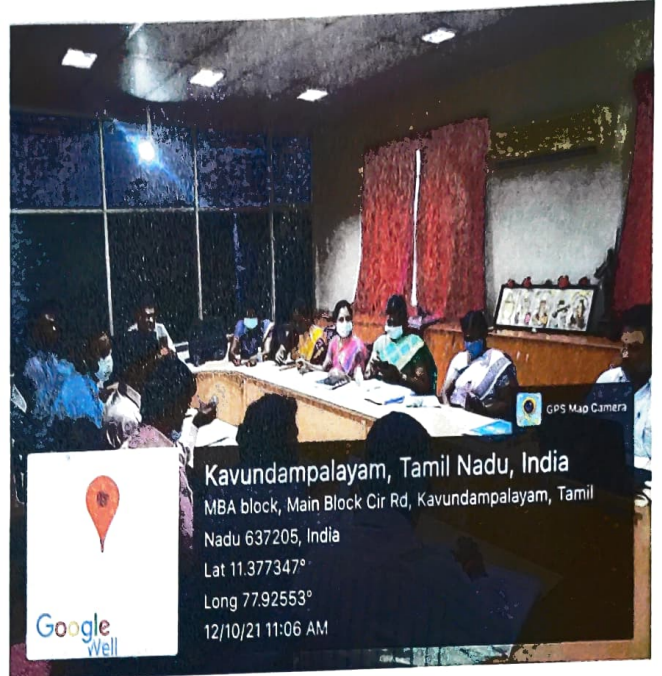 GPS Map Camera
Kavundampalayam, Tamil Nadu, India
MBA block, Main Block Cir Rd, Kavundampalayam, Tamil
Nadu 637205, India
Lat 11.377347°
Long 77.92553°
12/10/21 11:06 AM
Google
Well